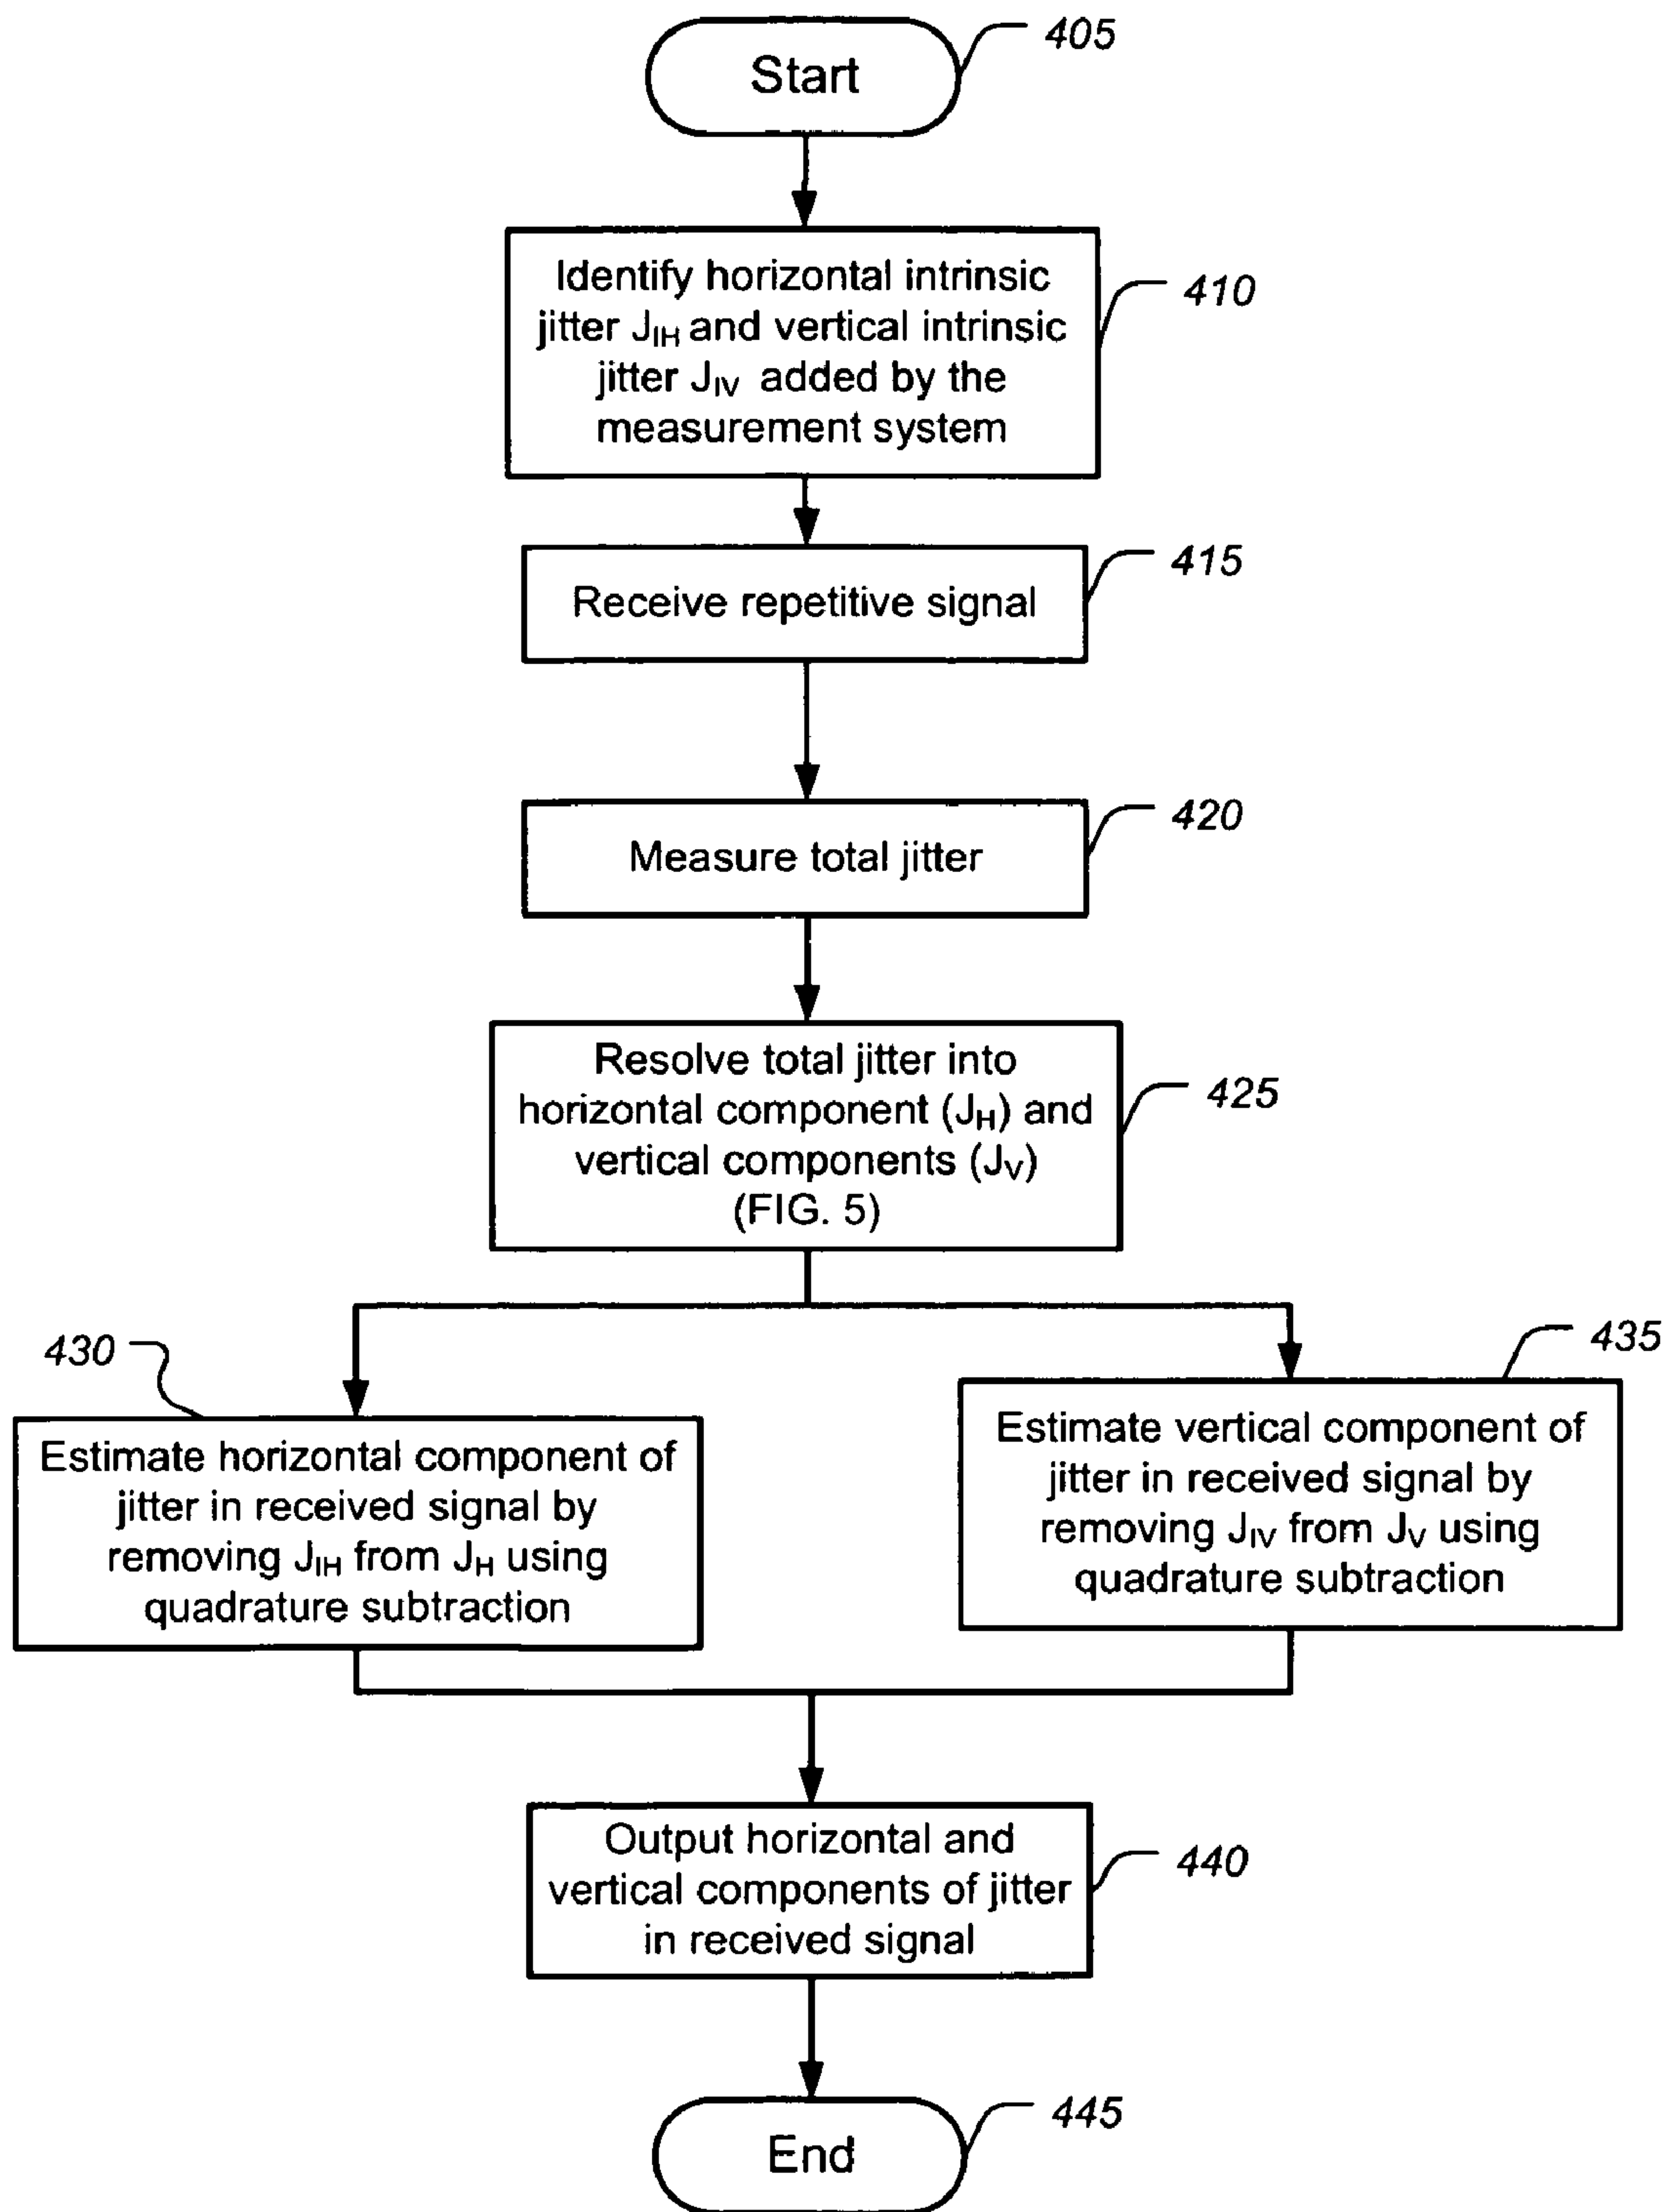 Start
405
Identify horizontal intrinsic
jitter JIH and vertical intrinsic
jitter JIV added by the
measurement system
410
Receive repetitive signal
415
Measure total jitter
420
Resolve total jitter into
horizontal component (JH) and
vertical components (JV)
(FIG. 5)
425
430
Estimate horizontal component of
jitter in received signal by
removing JIH from JH using
quadrature subtraction
435
Estimate vertical component of
jitter in received signal by
removing JIV from JV using
quadrature subtraction
Output horizontal and
vertical components of jitter
in received signal
440
End
445